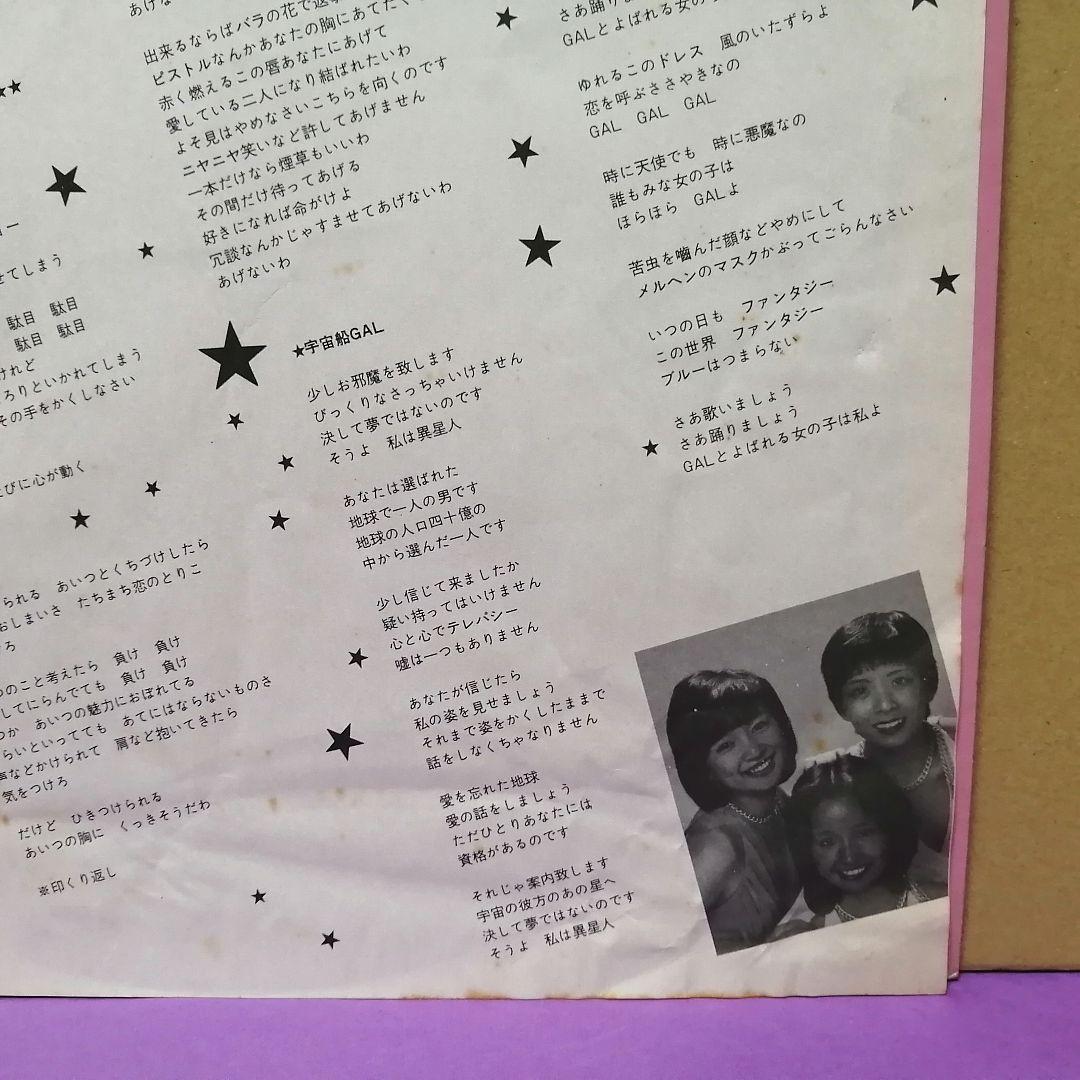 ヨー
せてしまう
駄目 駄目
駄目 駄目
けれど
ろりといかれてしまう
その手をかくしなさい
たびに心が動く
られる あいつとくちづけしたら
おしまいさ たちまち恋のとりこ
ろ
つのこと考えたら 負け 負け
してにらんでても 負け 負け
つか あいつの魅力におぼれてる
らいといってても あてにはならないものさ
声などかけられて 肩など抱いてきたら
気をつけろ
だけど ひきつけられる
あいつの胸に くっきそうだわ
※印くり返し
あげな
出来るならばバラの花で返事
ピストルなんかあなたの胸にあてたく
赤く燃えるこの唇あなたにあげて
愛している二人になり結ばれたいわ
よそ見はやめなさいこちらを向くのです
ニヤニヤ笑いなど許してあげません
一本だけなら煙草もいいわ
その間だけ待ってあげる
好きになれば命がけよ
冗談なんかじゃすませてあげないわ
あげないわ
★宇宙船GAL
少しお邪魔を致します
びっくりなさっちゃいけません
決して夢ではないのです
そうよ 私は異星人
あなたは選ばれた
地球で一人の男です
地球の人口四十億の
中から選んだ一人です
少し信じて来ましたか
疑い持ってはいけません
心と心でテレパシー
嘘は一つもありません
あなたが信じたら
私の姿を見せましょう
それまで姿をかくしたままで
話をしなくちゃなりません
愛を忘れた地球
愛の話をしましょう
ただひとりあなたには
資格があるのです
それじゃ案内致します
宇宙の彼方のあの星へ
決して夢ではないのです
そうよ 私は異星人
さあ踊りま
GALとよばれる女の
ゆれるこのドレス 風のいたずらよ
恋を呼ぶささやきなの
GAL GAL GAL
時に天使でも 時に悪魔なの
誰もみな女の子は
ほらほら GALよ
苦虫を嚙んだ顔などやめにして
メルヘンのマスクかぶってごらんなさい
いつの日も ファンタジー
この世界 ファンタジー
ブルーはつまらない
さあ歌いましょう
さあ踊りましょう
GALとよばれる女の子は私よ